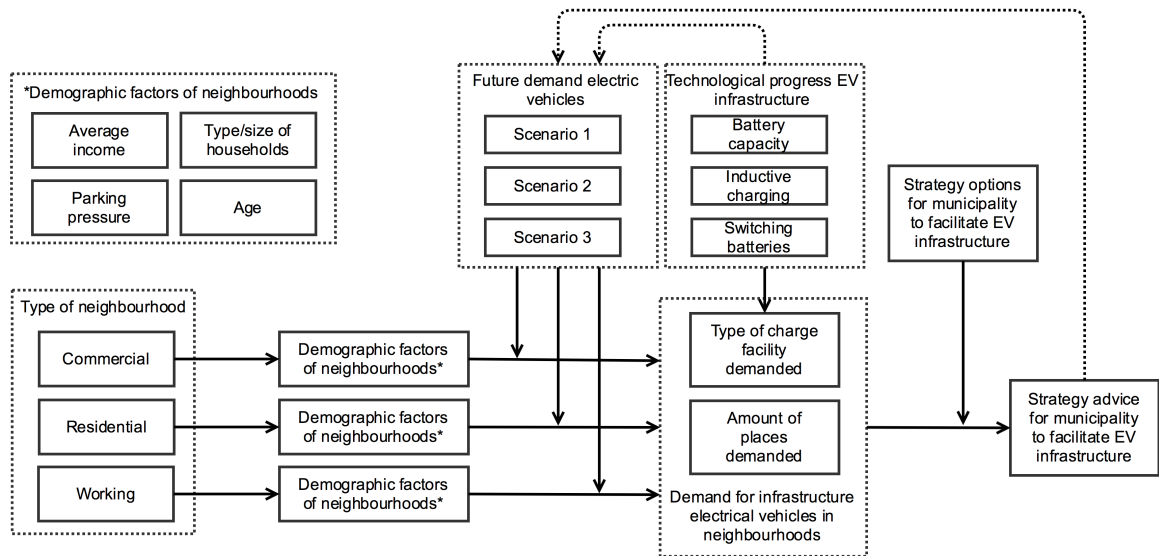 *Demographic factors of neighbourhoods
Average
income
Type/size of
households
Parking
pressure
Age
Future demand electric
vehicles
Scenario 1
Scenario 2
Scenario 3
Technological progress EV
infrastructure
Battery
capacity
Inductive
charging
Switching
batteries
Strategy options
for municipality
to facilitate EV
infrastructure
Type of neighbourhood
Commercial
Residential
Working
Demographic factors
of neighbourhoods*
Demographic factors
of neighbourhoods*
Demographic factors
of neighbourhoods*
Type of charge
facility
demanded
Amount of
places
demanded
Demand for infrastructure
electrical vehicles in
neighbourhoods
Strategy advice
for municipality
to facilitate EV
infrastructure